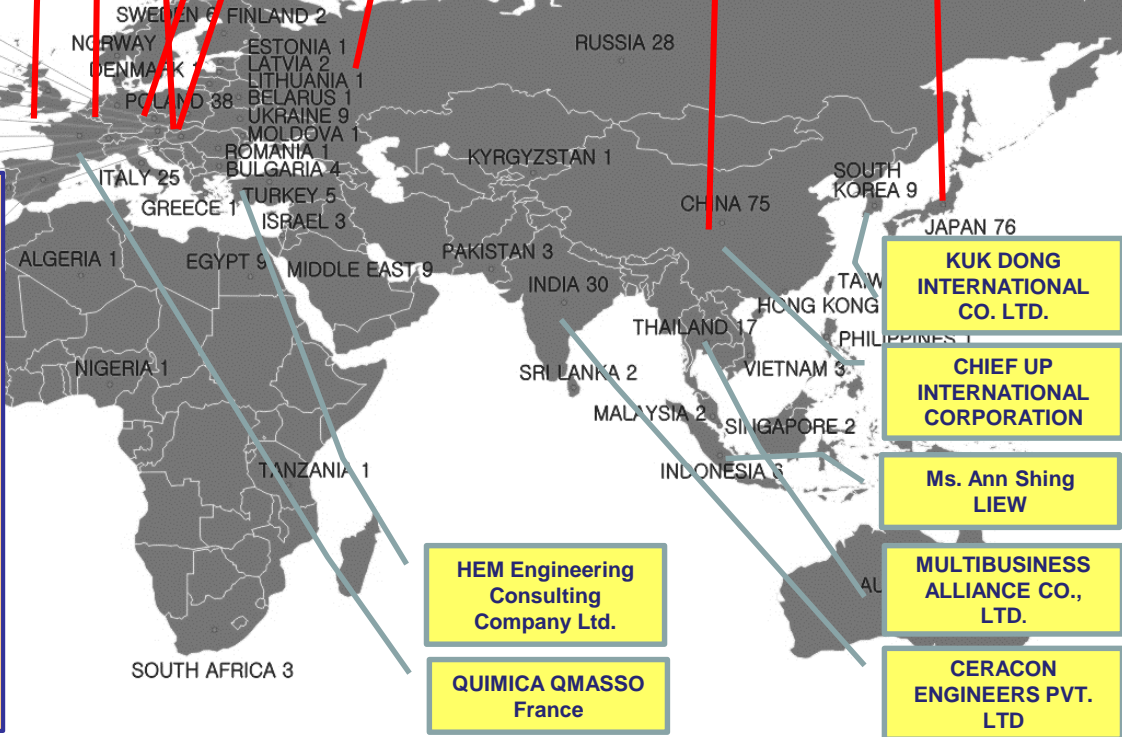 SWEDEN 6
FINLAND 2
NORWAY
RUSSIA 28
ESTONIA 1
DENMARK
LATVIA 2
LITHUANIA 1
POLAND 38
BELARUS 1
UKRAINE 9
MOLDOVA 1
ROMANIA 1
BULGARIA 4
KYRGYZSTAN 1
ITALY 25
SOUTH
KOREA 9
TURKEY 5
GREECE 1
CHINA 75
ISRAEL 3
JAPAN 76
ALGERIA 1
EGYPT 9
MIDDLE EAST 9
PAKISTAN 3
INDIA 30
HONG KONG
THAILAND 17
PHILIPPINES 1
NIGERIA 1
SRI LANKA 2
VIETNAM 3
MALAYSIA 2
SINGAPORE 2
TANZANIA 1
INDONESIA 6
SOUTH AFRICA 3
KUK DONG
INTERNATIONAL
CO. LTD.
CHIEF UP
INTERNATIONAL
CORPORATION
Ms. Ann Shing
LIEW
MULTIBUSINESS
ALLIANCE CO.,
LTD.
CERACON
ENGINEERS PVT.
LTD
HEM Engineering
Consulting
Company Ltd.
QUIMICA QMASSO
France